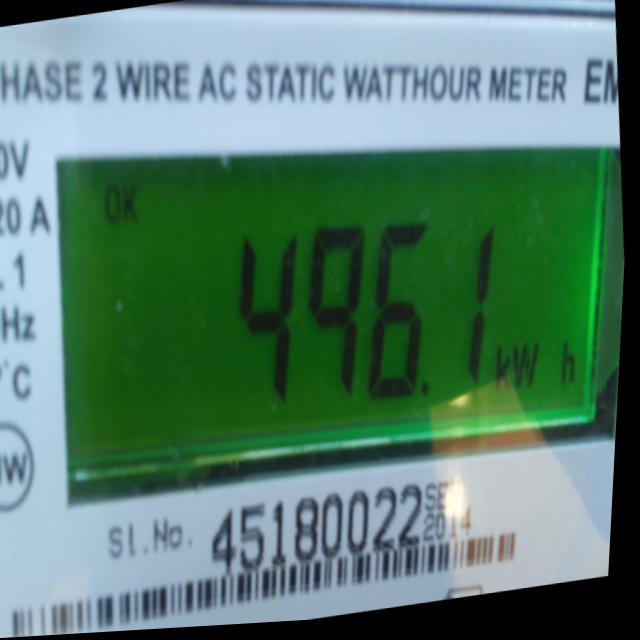 HASE 2 WIRE AC STATIC WATTHOUR METER EM
0V
20 A
1
Hz
°C
W
OK
496.1 kW h
Sl.No. 45180022 SEP 2014